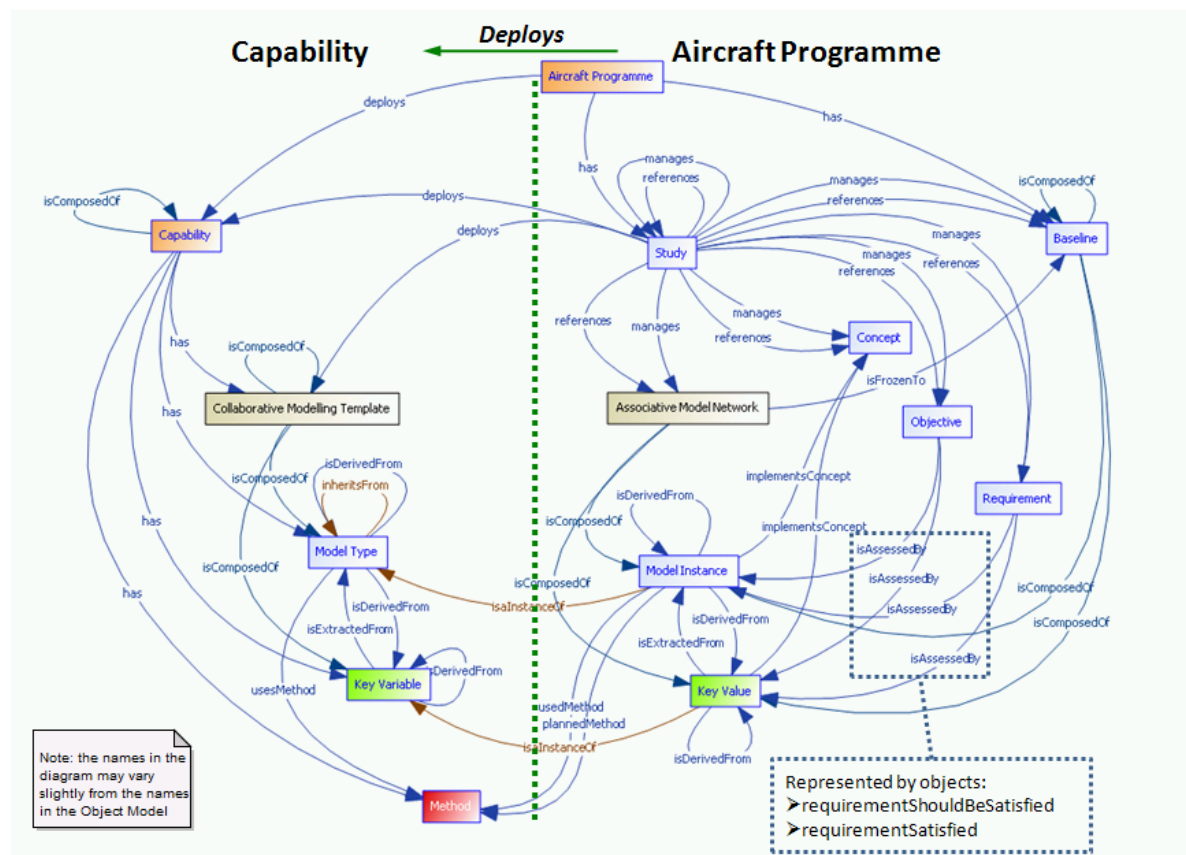 Capability
Deploys
Aircraft Programme
Aircraft Programme
deploys
has
has
manages
references
manages
references
isComposedOf
isComposedOf
deploys
deploys
Capability
Study
Baseline
manages
manages
references
references
references
manages
manages
references
Concept
has
isComposedOf
isFrozenTo
Collaborative Modelling Template
Associative Model Network
Objective
has
isDerivedFrom
inheritsFrom
isComposedOf
implementsConcept
isDerivedFrom
Requirement
has
isComposedOf
implementsConcept
Model Type
isAssessedBy
Model Instance
isComposedOf
isComposedOf
isAssessedBy
isComposedOf
has
isDerivedFrom
isaInstanceOf
isAssessedBy
isComposedOf
isExtractedFrom
isDerivedFrom
isExtractedFrom
isAssessedBy
isDerivedFrom
Key Variable
Key Value
usesMethod
usedMethod
plannedMethod
isaInstanceOf
isDerivedFrom
Note: the names in the
diagram may vary
slightly from the names
in the Object Model
Method
Represented by objects:
➢requirementShouldBeSatisfied
➢requirementSatisfied